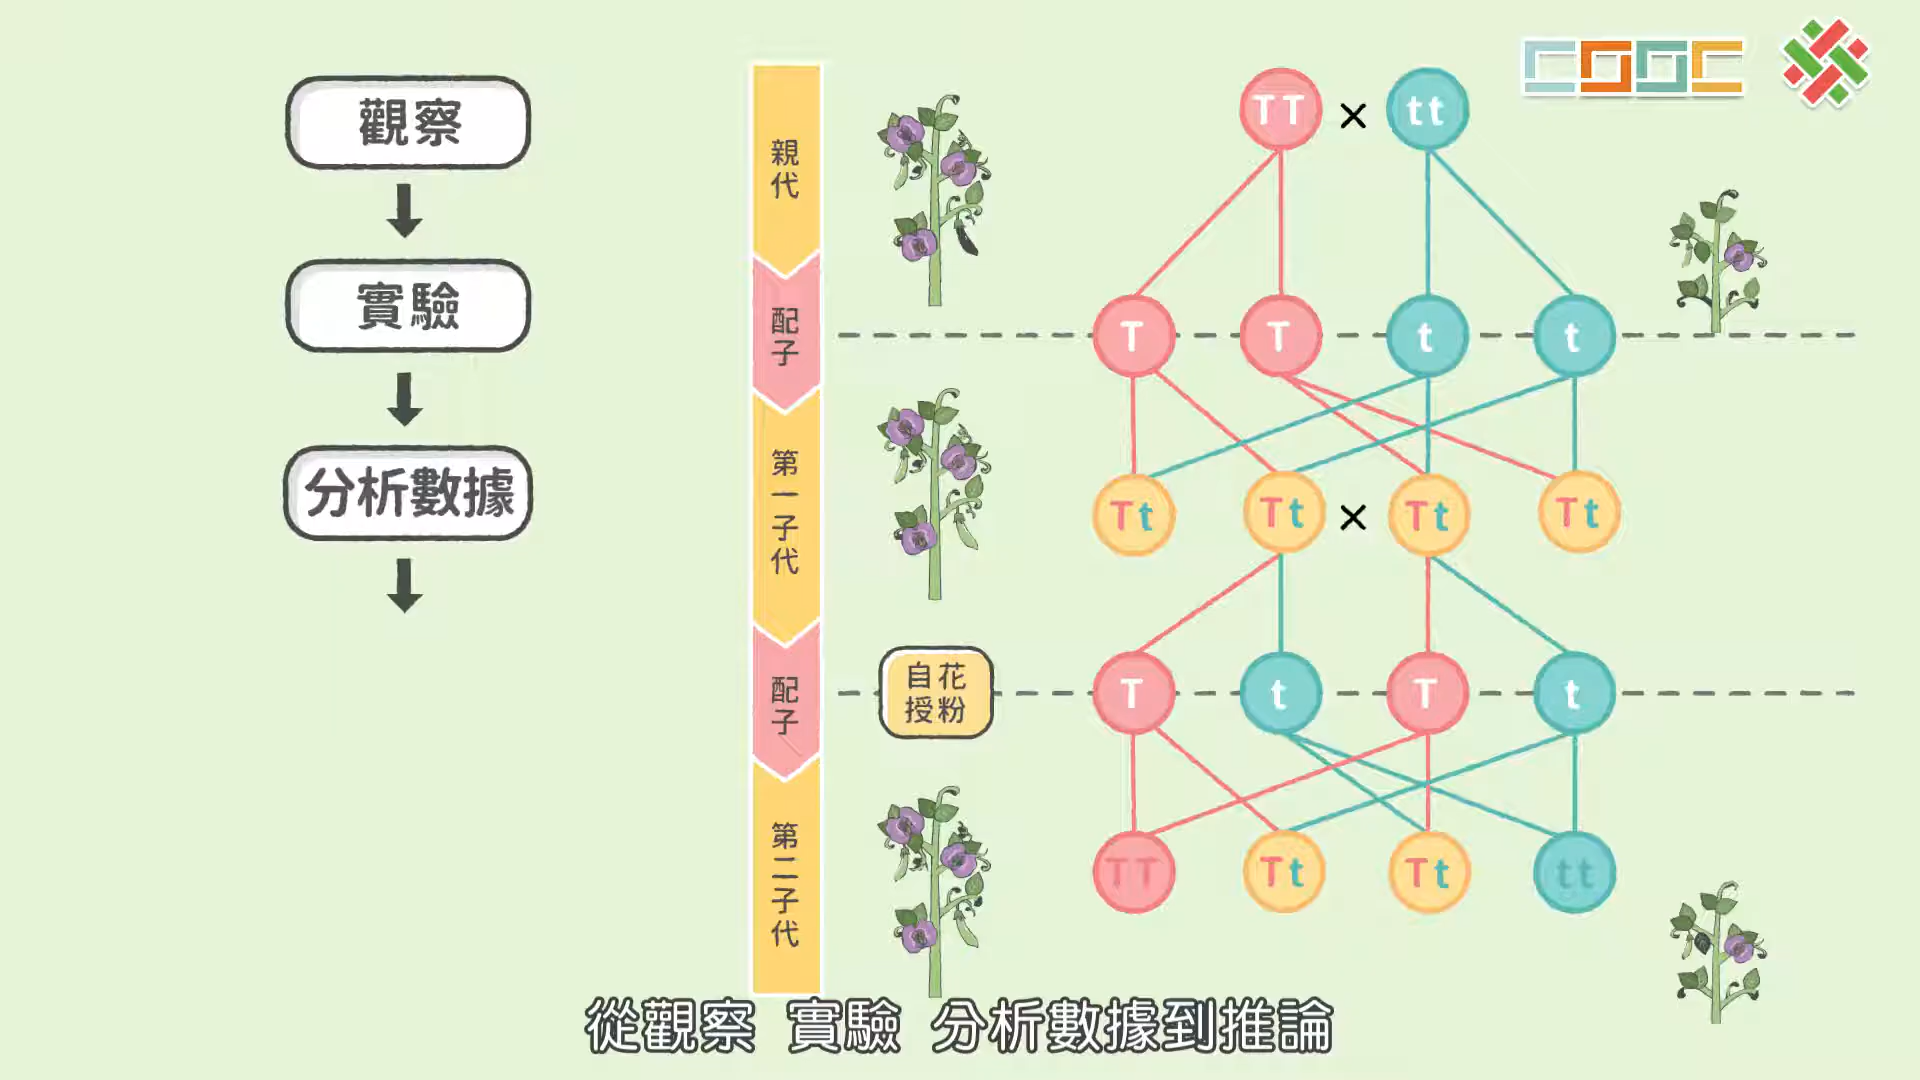 觀察
實驗
分析數據
親代
配子
第一子代
配子
第二子代
自花
授粉
COOC
TT × tt
T T t t
Tt Tt × Tt Tt
T t T t
TT Tt Tt tt
從觀察 實驗 分析數據到推論